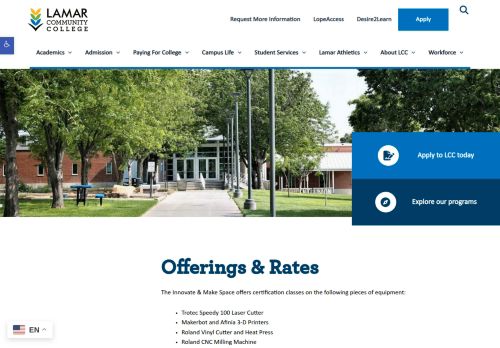 LAMAR
COMMUNITY
COLLEGE
Request More Information LopeAccess Desire2Learn Apply
Academics Admission Paying For College Campus Life Student Services Lamar Athletics About LCC Workforce
Apply to LCC today
Explore our programs
Offerings & Rates
The Innovate & Make Space offers certification classes on the following pieces of equipment:
Trotec Speedy 100 Laser Cutter
Makerbot and Afinia 3-D Printers
Roland Vinyl Cutter and Heat Press
Roland CNC Milling Machine
EN